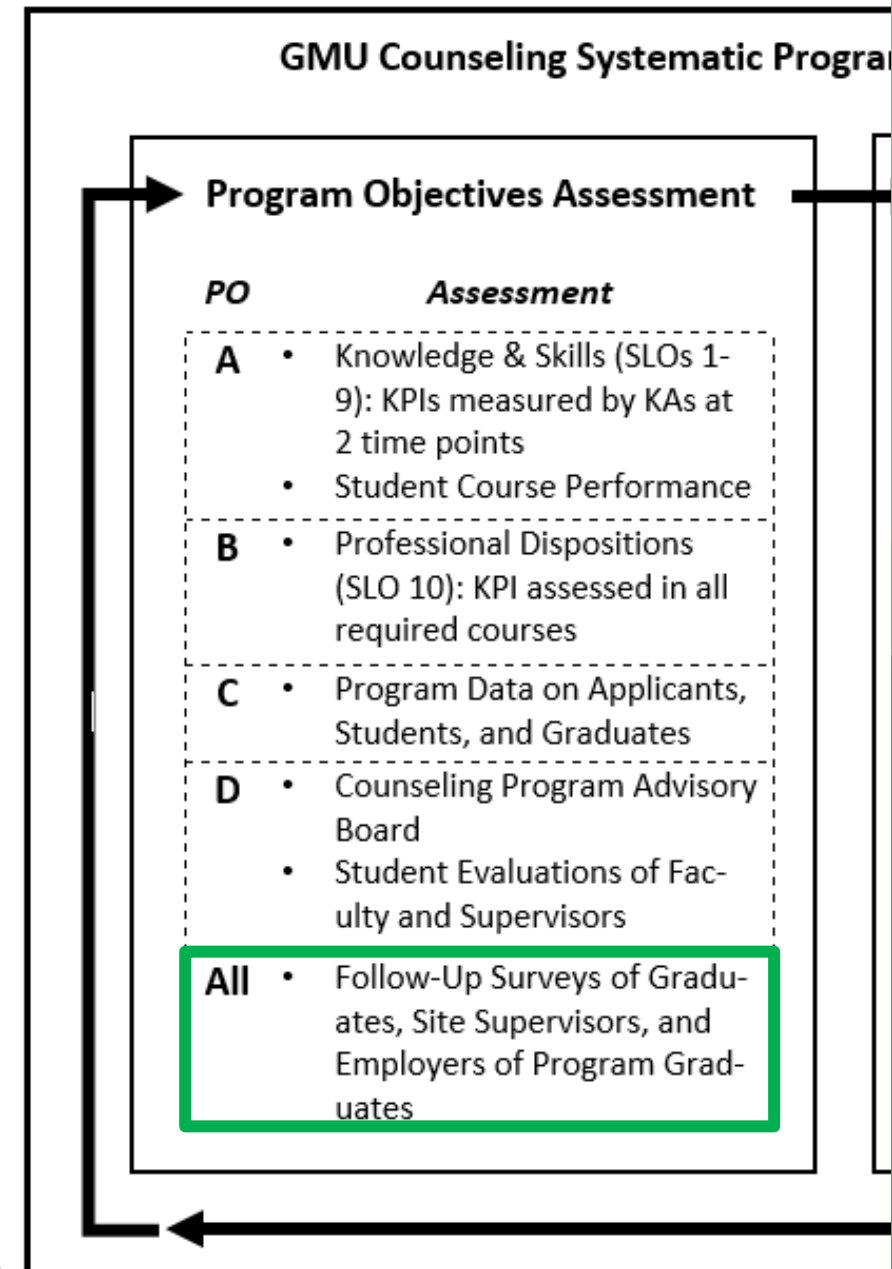 GMU Counseling Systematic
Program Objectives Assessment
PO Assessment
A • Knowledge & Skills (SLOs 1-
9): KPIs measured by KAs at
2 time points
• Student Course Performance
B • Professional Dispositions
(SLO 10): KPI assessed in all
required courses
C • Program Data on Applicants,
Students, and Graduates
D • Counseling Program Advisory
Board
• Student Evaluations of Fac-
ulty and Supervisors
All • Follow-Up Surveys of Gradu-
ates, Site Supervisors, and
Employers of Program Grad-
uates